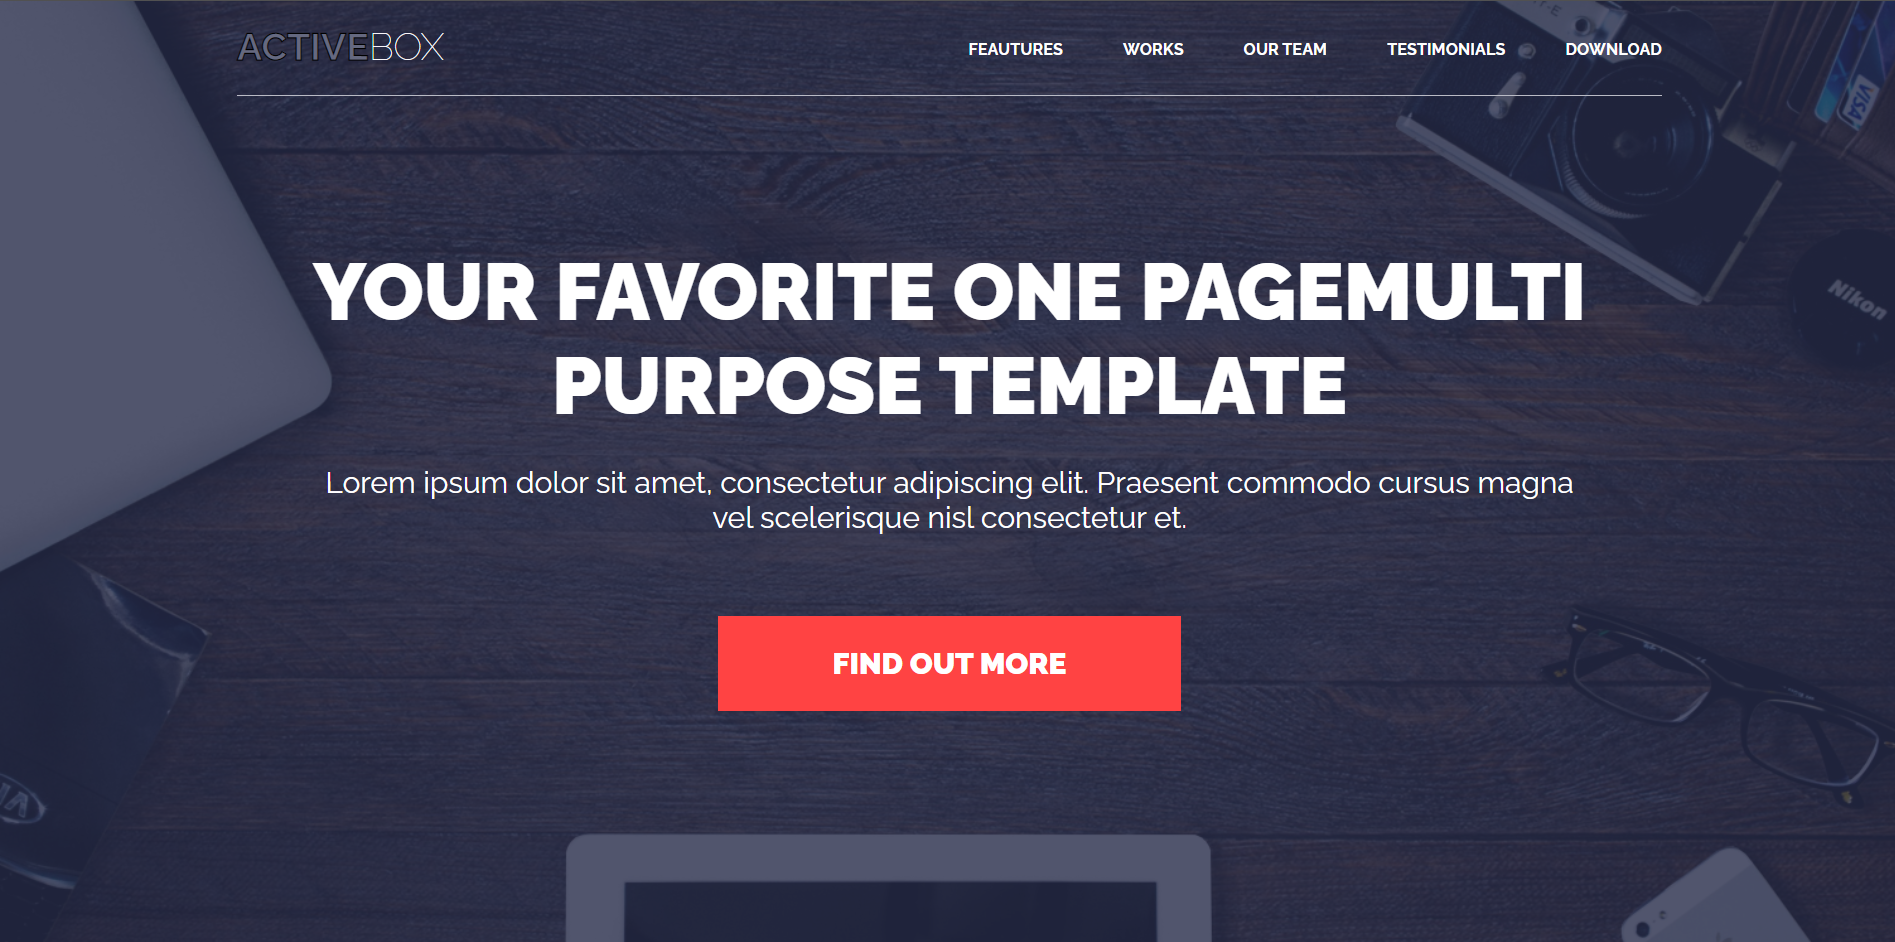 ACTIVEBOX
FEAUTURES WORKS OUR TEAM TESTIMONIALS DOWNLOAD
VISA
YOUR FAVORITE ONE PAGEMULTI
Nikon
PURPOSE TEMPLATE
Lorem ipsum dolor sit amet, consectetur adipiscing elit. Praesent commodo cursus magna
vel scelerisque nisl consectetur et.
FIND OUT MORE